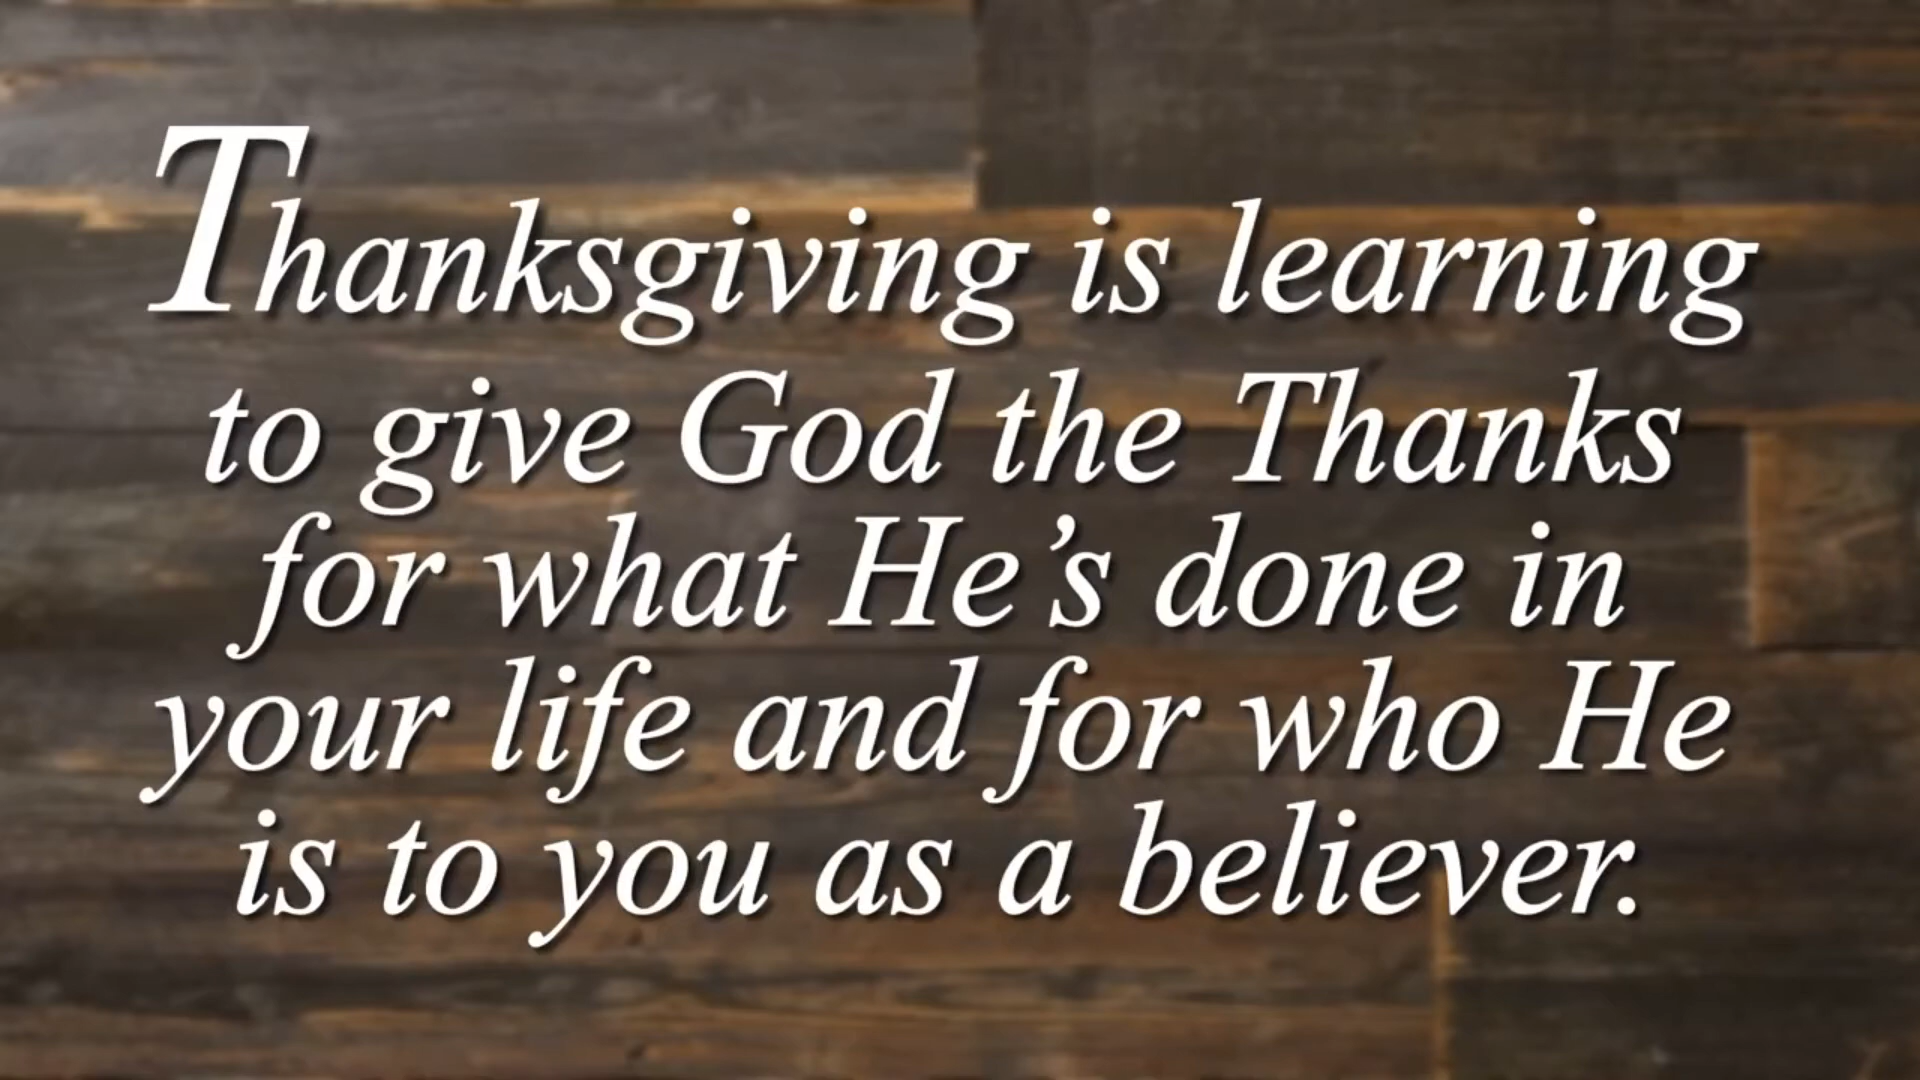 Thanksgiving is learning
to give God the Thanks
for what He’s done in
your life and for who He
is to you as a believer.